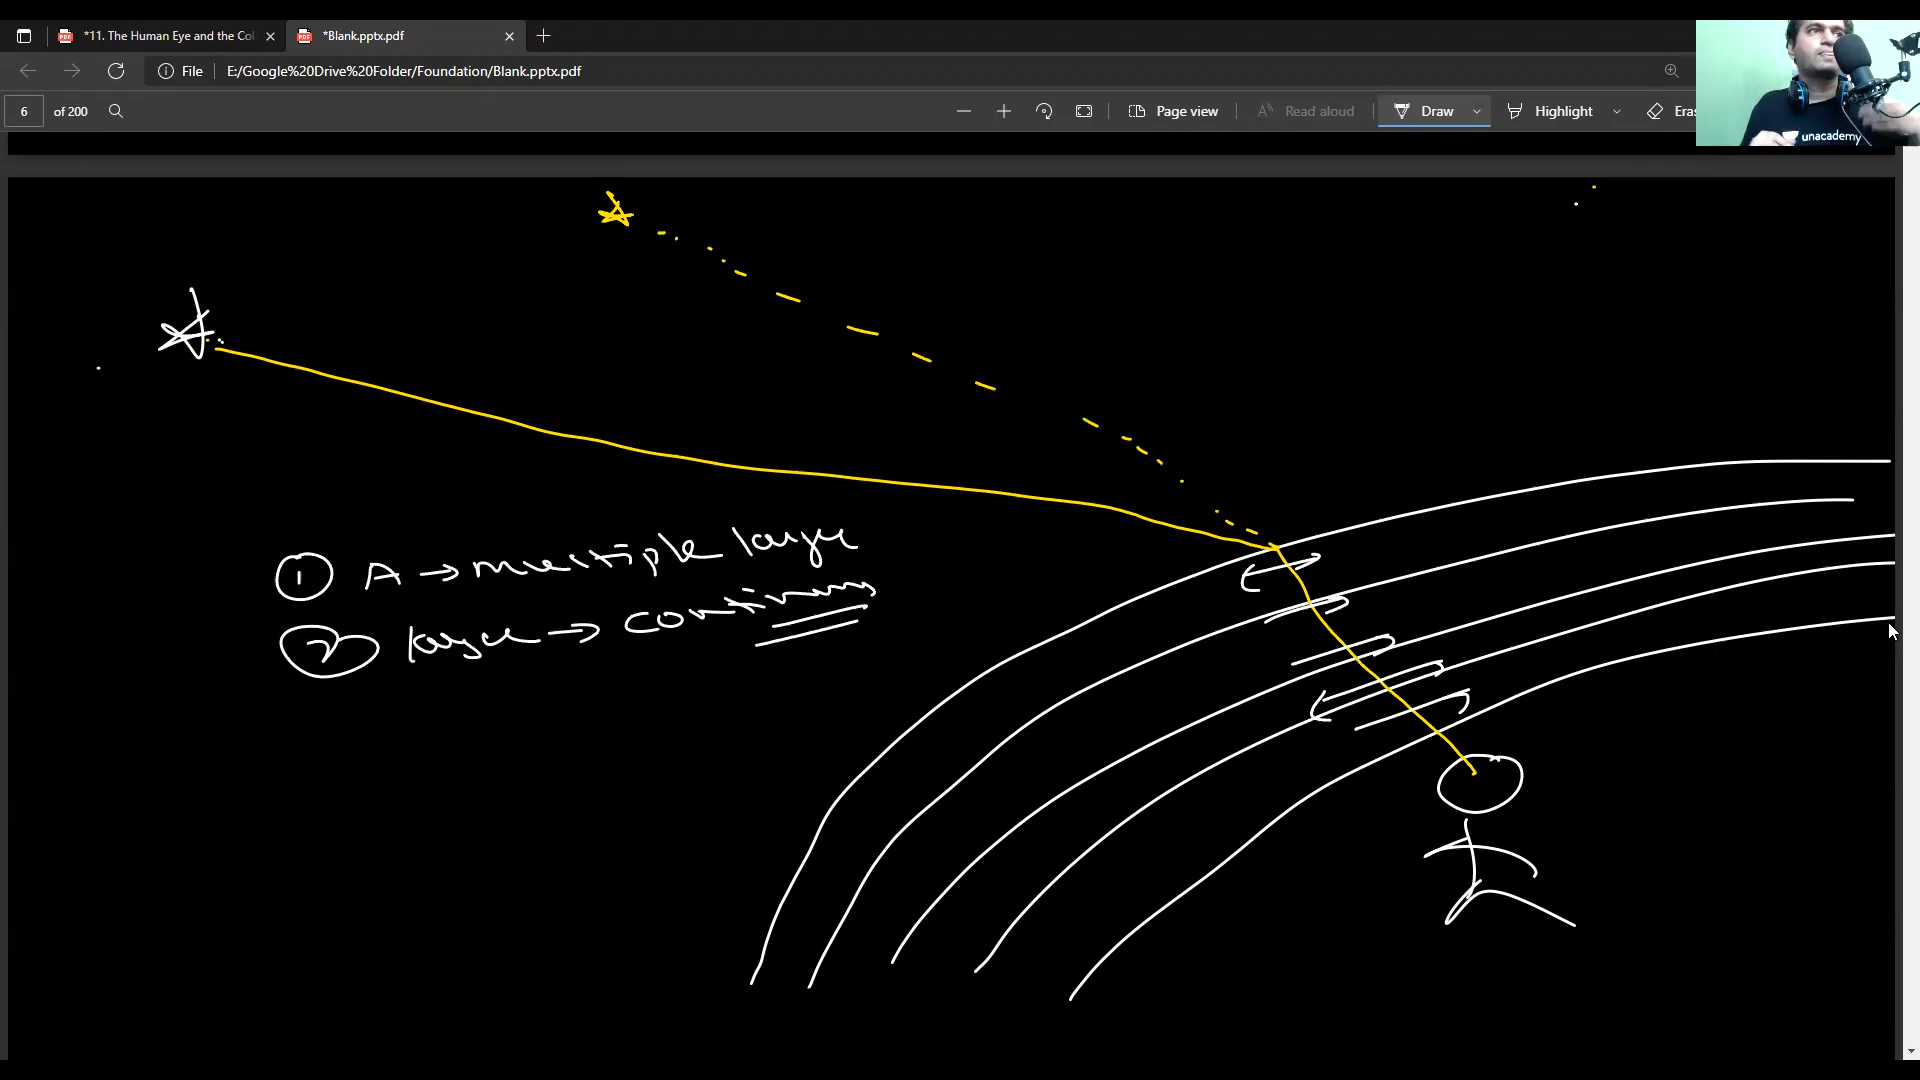 *11. The Human Eye and the Col
*Blank.pptx.pdf
File
E:/Google%20Drive%20Folder/Foundation/Blank.pptx.pdf
6 of 200
Page view
Read aloud
Draw
Highlight
Eras
unacademy
① A → multiple layer
② layer → continuous